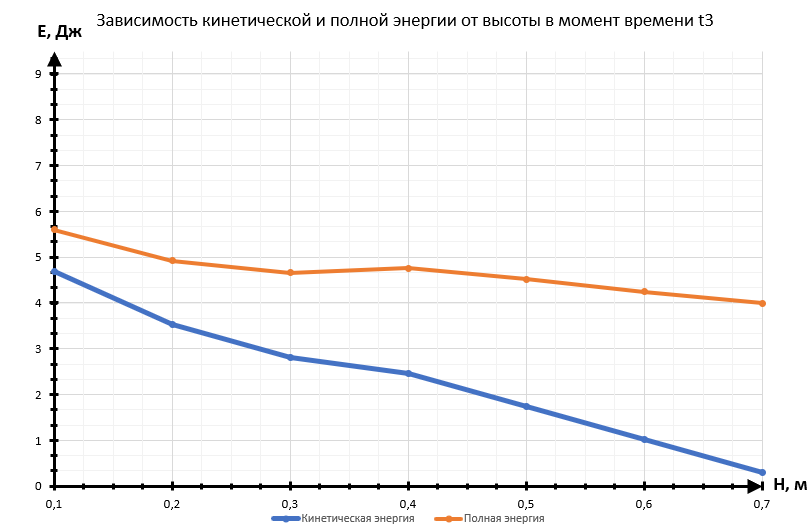 Зависимость кинетической и полной энергии от высоты в момент времени t3
E, Дж
9
8
7
6
5
4
3
2
1
0
0,1 0,2 0,3 0,4 0,5 0,6 0,7
H, м
Кинетическая энергия Полная энергия